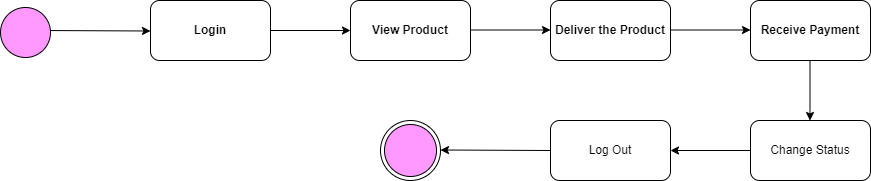 Login
View Product
Deliver the Product
Receive Payment
Log Out
Change Status